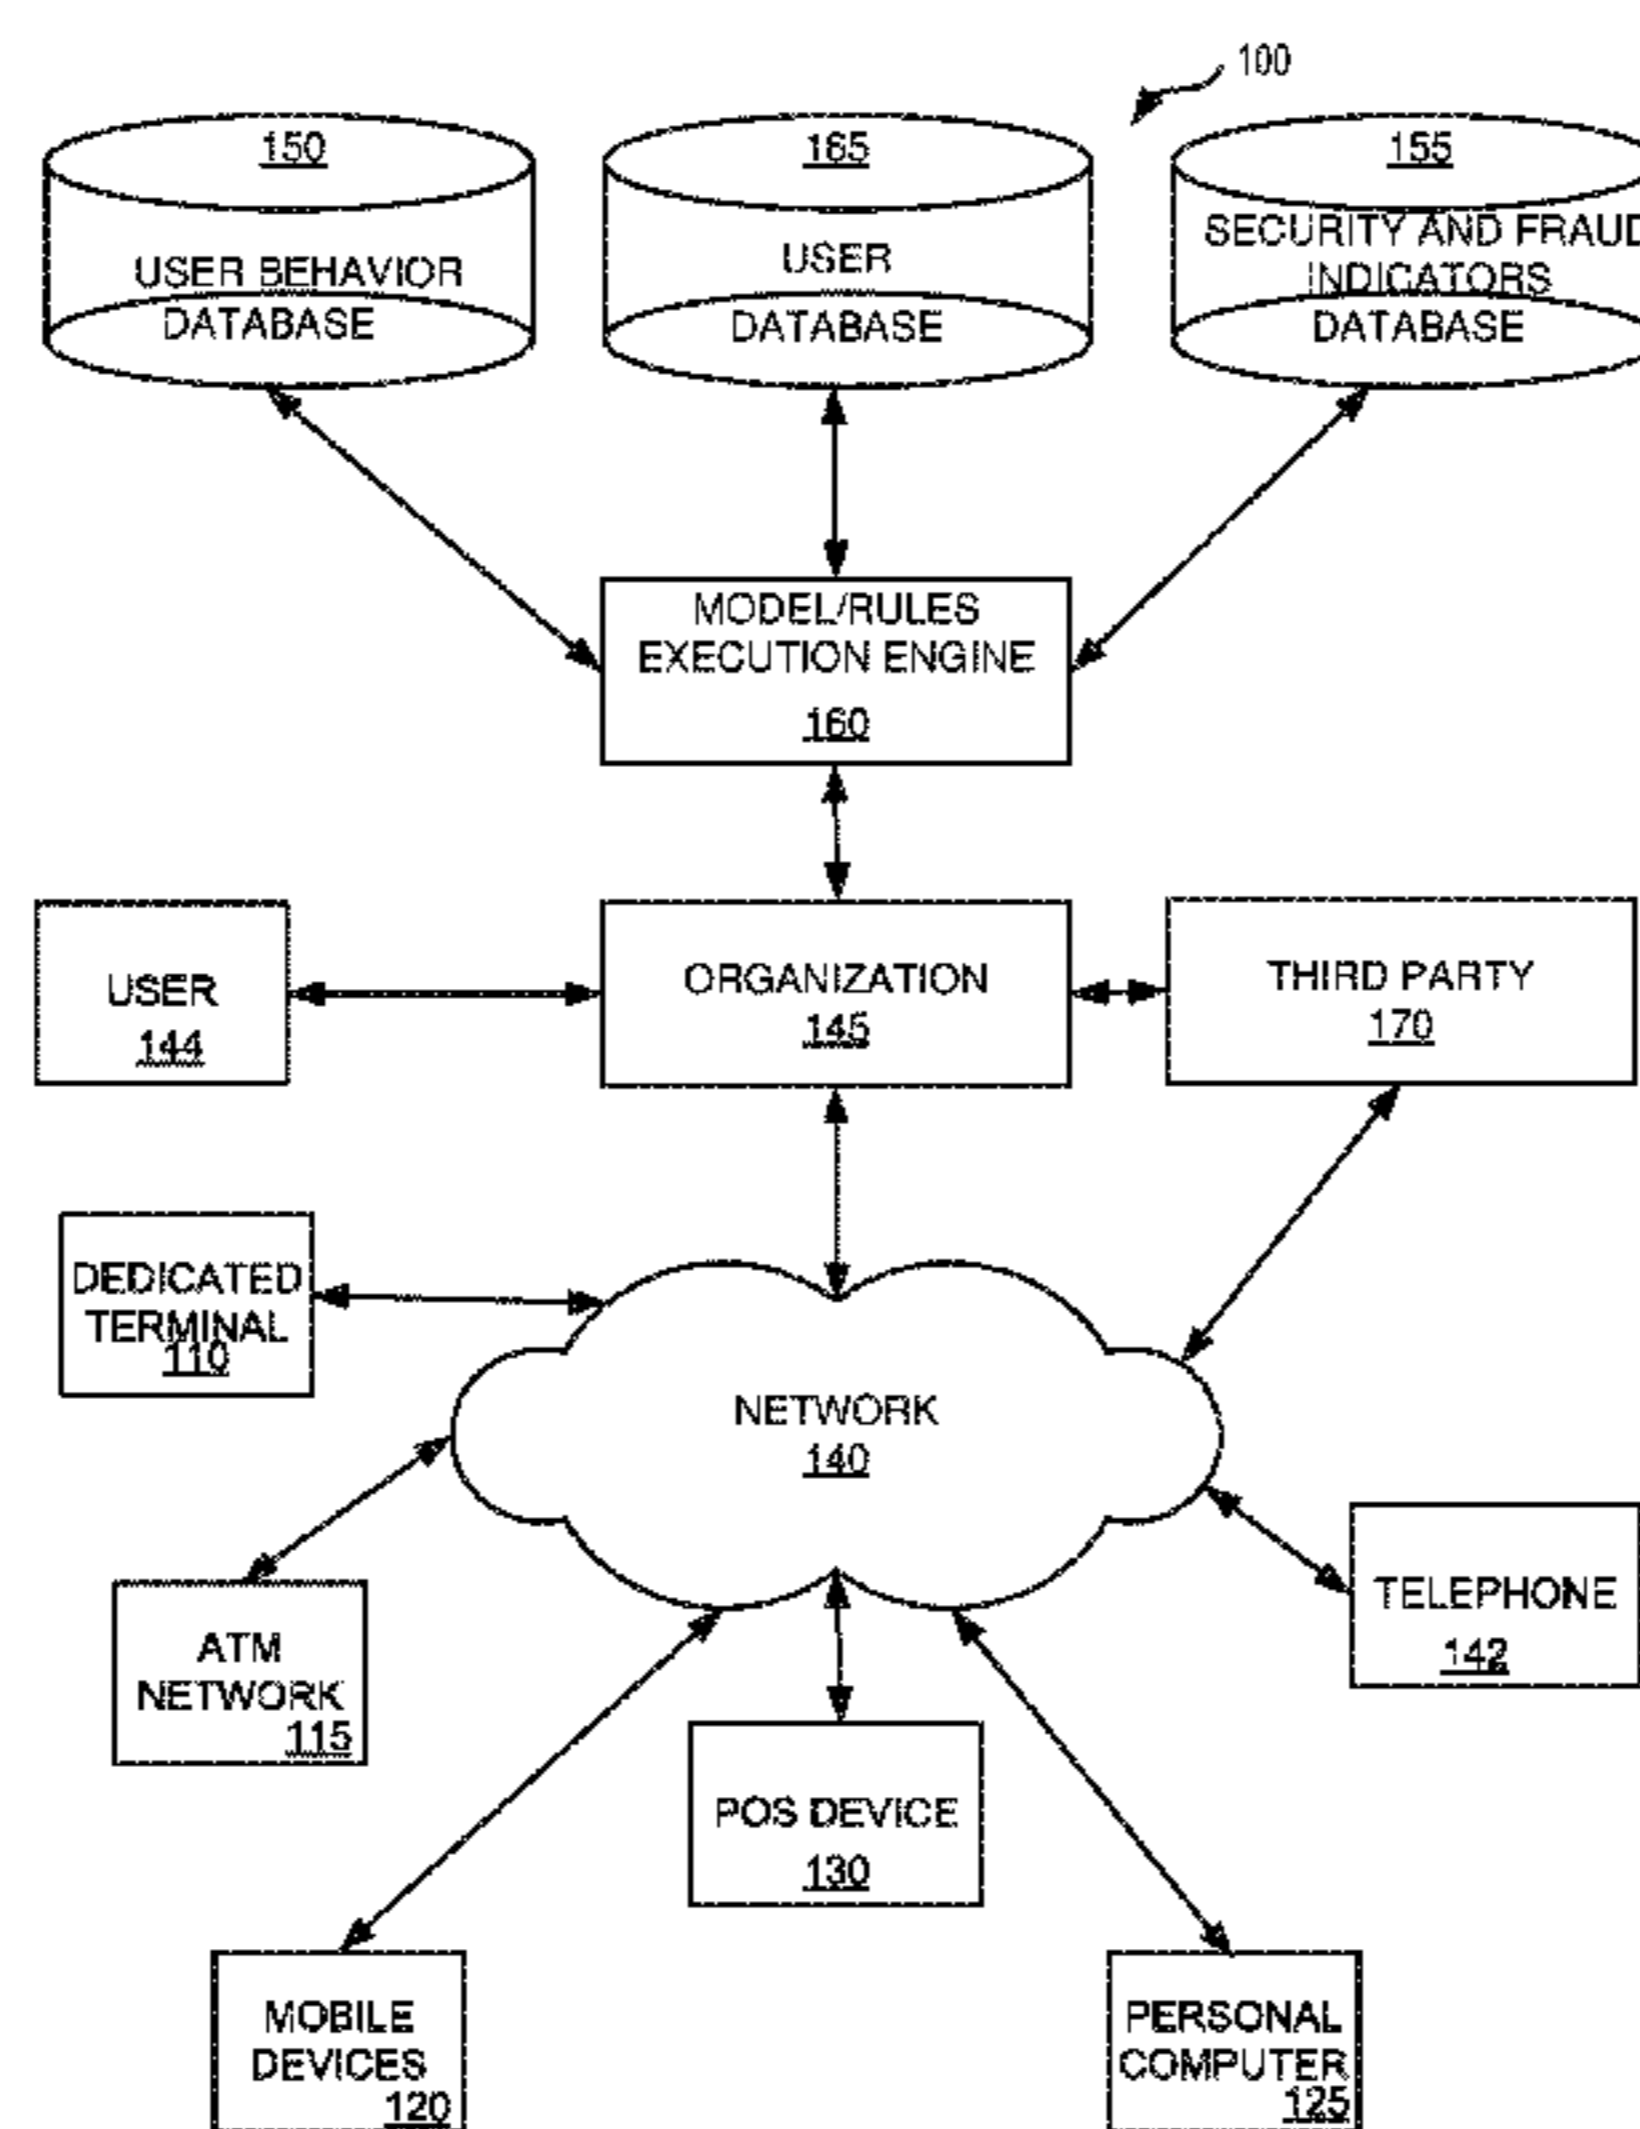 100
150
USER BEHAVIOR
DATABASE
165
USER
DATABASE
155
SECURITY AND FRAUD
INDICATORS
DATABASE
MODEL/RULES
EXECUTION ENGINE
160
USER
144
ORGANIZATION
145
THIRD PARTY
170
DEDICATED
TERMINAL
110
NETWORK
140
ATM
NETWORK
115
TELEPHONE
142
POS DEVICE
130
MOBILE
DEVICES
120
PERSONAL
COMPUTER
125